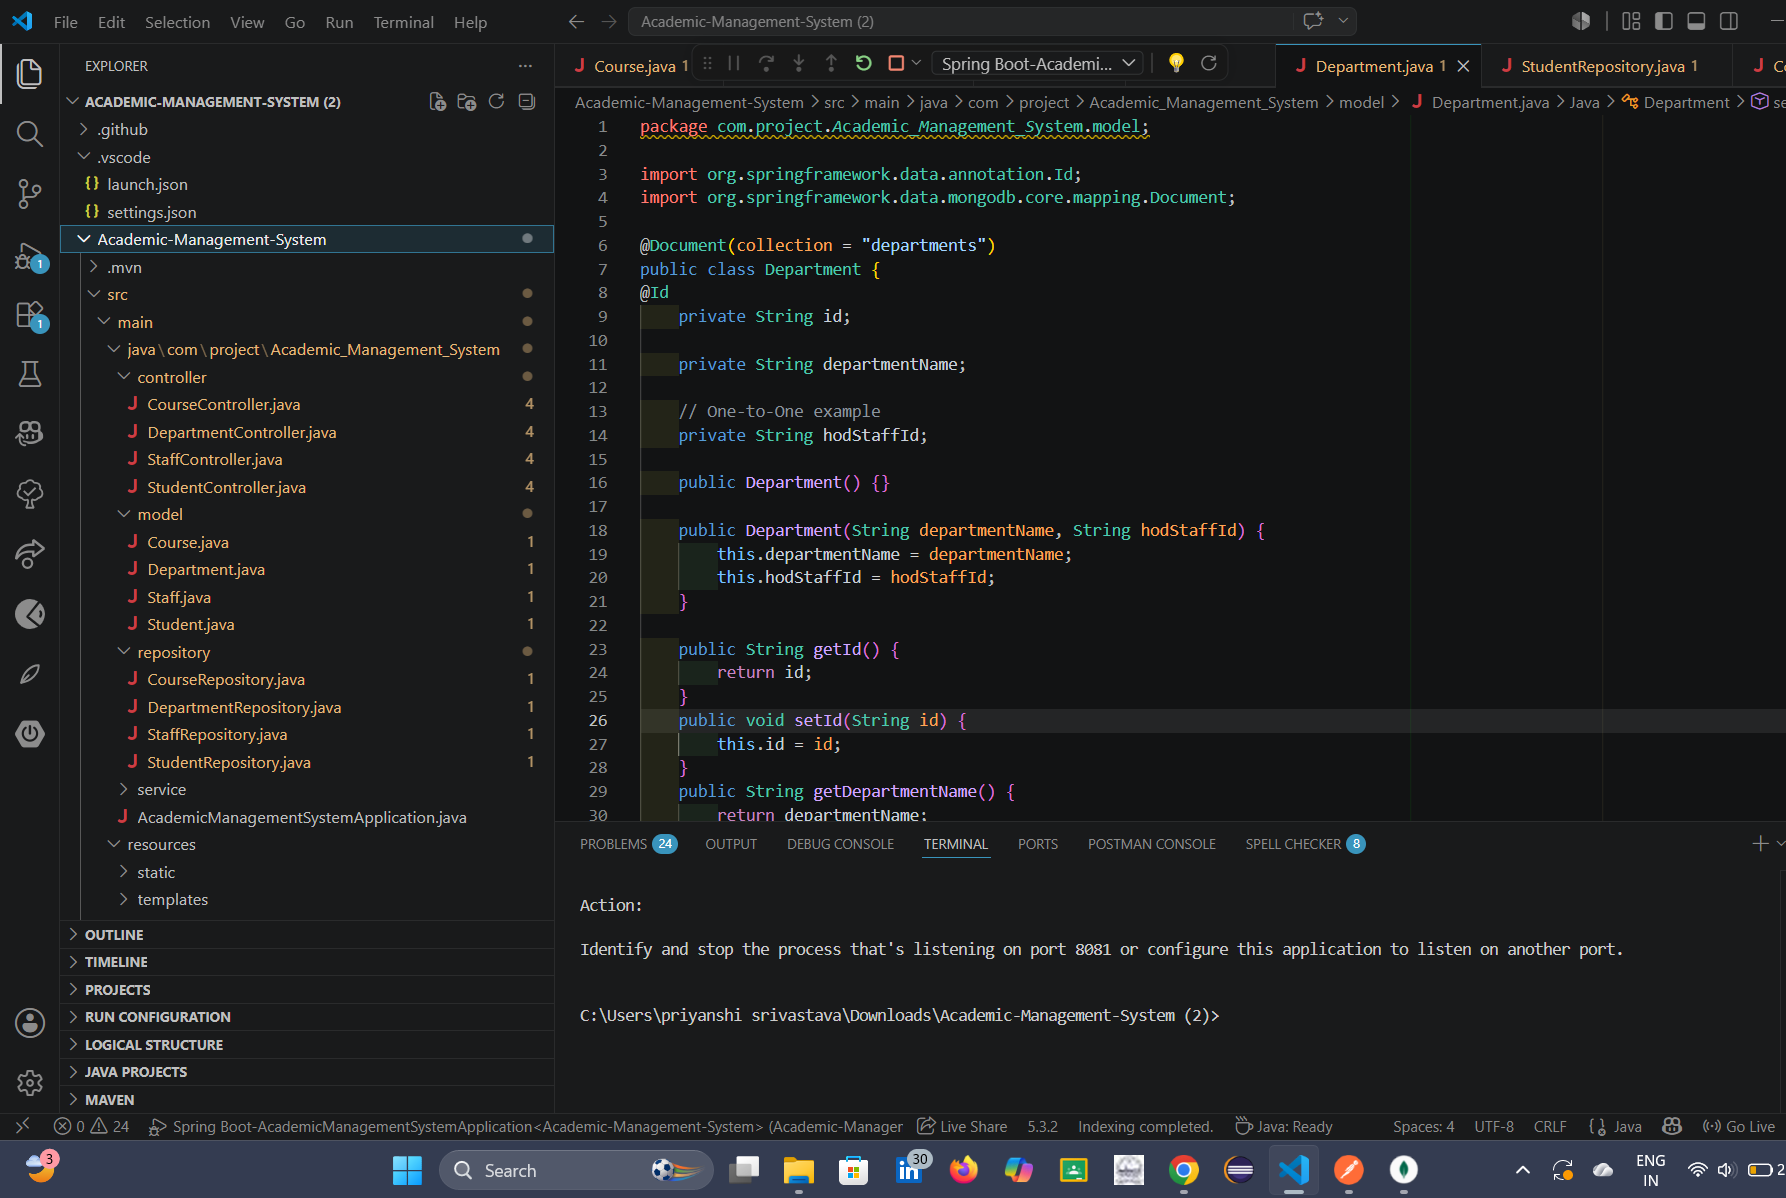 File Edit Selection View Go Run Terminal Help
Academic-Management-System (2)
EXPLORER
ACADEMIC-MANAGEMENT-SYSTEM (2)
.github
.vscode
{} launch.json
{} settings.json
Academic-Management-System
.mvn
src
main
java\com\project\Academic_Management_System
controller
J CourseController.java 4
J DepartmentController.java 4
J StaffController.java 4
J StudentController.java 4
model
J Course.java 1
J Department.java 1
J Staff.java 1
J Student.java 1
repository
J CourseRepository.java 1
J DepartmentRepository.java 1
J StaffRepository.java 1
J StudentRepository.java 1
service
J AcademicManagementSystemApplication.java
resources
static
templates
OUTLINE
TIMELINE
PROJECTS
RUN CONFIGURATION
LOGICAL STRUCTURE
JAVA PROJECTS
MAVEN
1
1
J Course.java 1
Spring Boot-Academi...
J Department.java 1
J StudentRepository.java 1
J Co
Academic-Management-System > src > main > java > com > project > Academic_Management_System > model > J Department.java > Java > Department > se
1 package com.project.Academic_Management_System.model;
2
3 import org.springframework.data.annotation.Id;
4 import org.springframework.data.mongodb.core.mapping.Document;
5
6 @Document(collection = "departments")
7 public class Department {
8 @Id
9 private String id;
10
11 private String departmentName;
12
13 // One-to-One example
14 private String hodStaffId;
15
16 public Department() {}
17
18 public Department(String departmentName, String hodStaffId) {
19 this.departmentName = departmentName;
20 this.hodStaffId = hodStaffId;
21 }
22
23 public String getId() {
24 return id;
25 }
26 public void setId(String id) {
27 this.id = id;
28 }
29 public String getDepartmentName() {
30 return departmentName;
PROBLEMS 24 OUTPUT DEBUG CONSOLE TERMINAL PORTS POSTMAN CONSOLE SPELL CHECKER 8
Action:
Identify and stop the process that's listening on port 8081 or configure this application to listen on another port.
C:\Users\priyanshi srivastava\Downloads\Academic-Management-System (2)>
0 24 Spring Boot-AcademicManagementSystemApplication<Academic-Management-System> (Academic-Manager Live Share 5.3.2 Indexing completed. Java: Ready Spaces: 4 UTF-8 CRLF {} Java Go Live
3
Search
30
ENG
IN
2